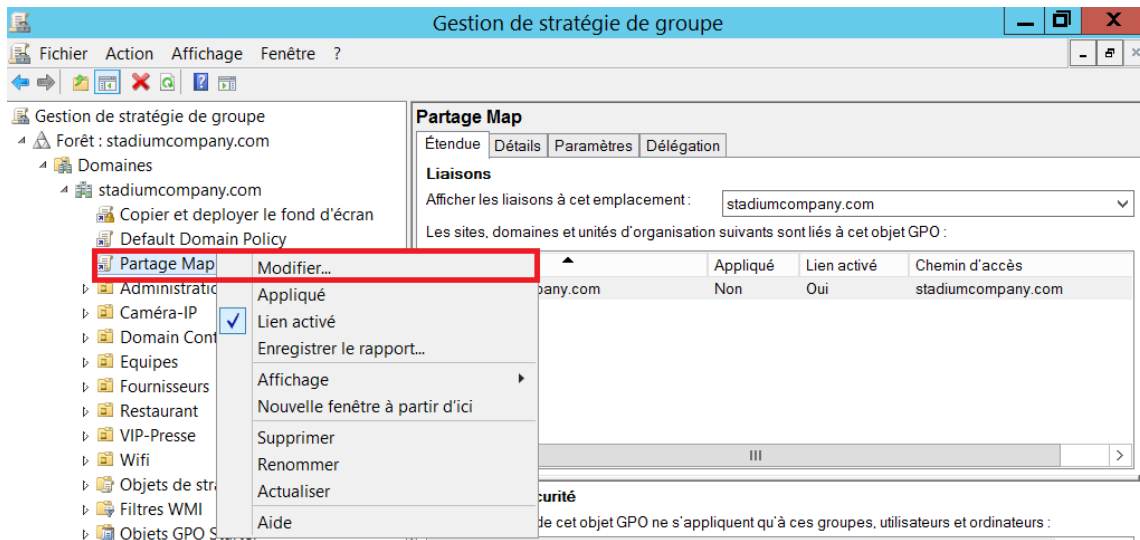 Gestion de stratégie de groupe
Fichier Action Affichage Fenêtre ?
Gestion de stratégie de groupe
Forêt : stadiumcompany.com
Domaines
stadiumcompany.com
Copier et deployer le fond d'écran
Default Domain Policy
Partage Map
Administratio
Caméra-IP
Domain Cont
Equipes
Fournisseurs
Restaurant
VIP-Presse
Wifi
Objets de stra
Filtres WMI
Objets GPO
Modifier...
Appliqué
Lien activé
Enregistrer le rapport...
Affichage
Nouvelle fenêtre à partir d'ici
Supprimer
Renommer
Actualiser
Aide
Partage Map
Étendue Détails Paramètres Délégation
Liaisons
Afficher les liaisons à cet emplacement : stadiumcompany.com
Les sites, domaines et unités d'organisation suivants sont liés à cet objet GPO :
Appliqué Lien activé Chemin d'accès
pany.com Non Oui stadiumcompany.com
curité
de cet objet GPO ne s'appliquent qu'à ces groupes, utilisateurs et ordinateurs :